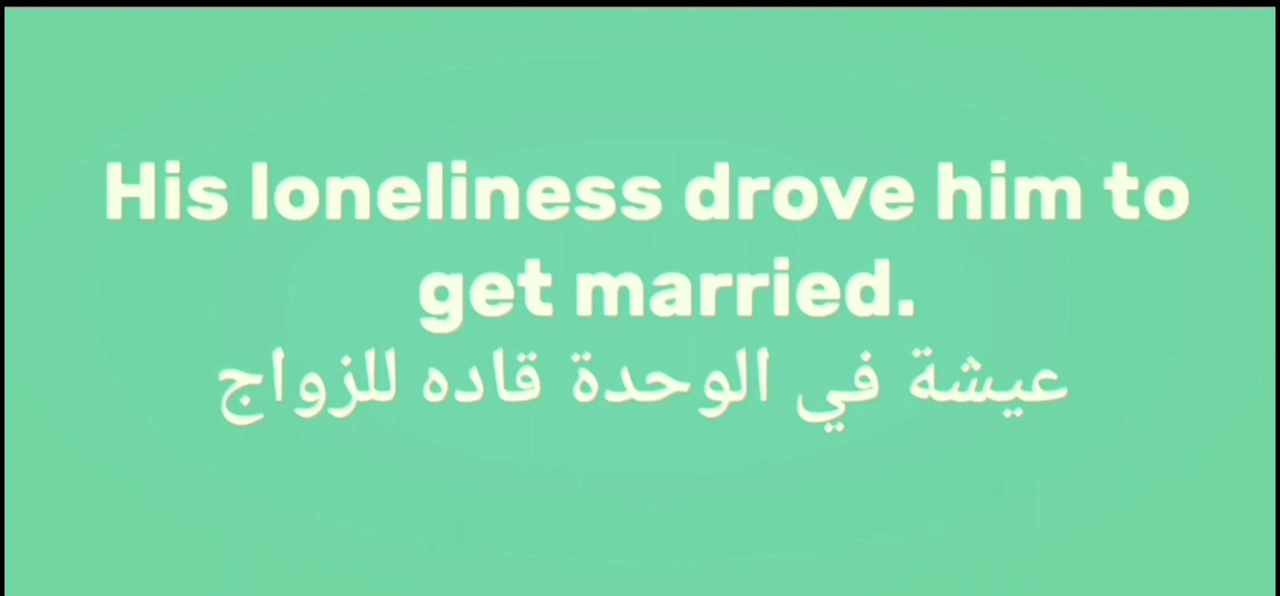 His loneliness drove him to
get married.
عيشة في الوحدة قاده للزواج